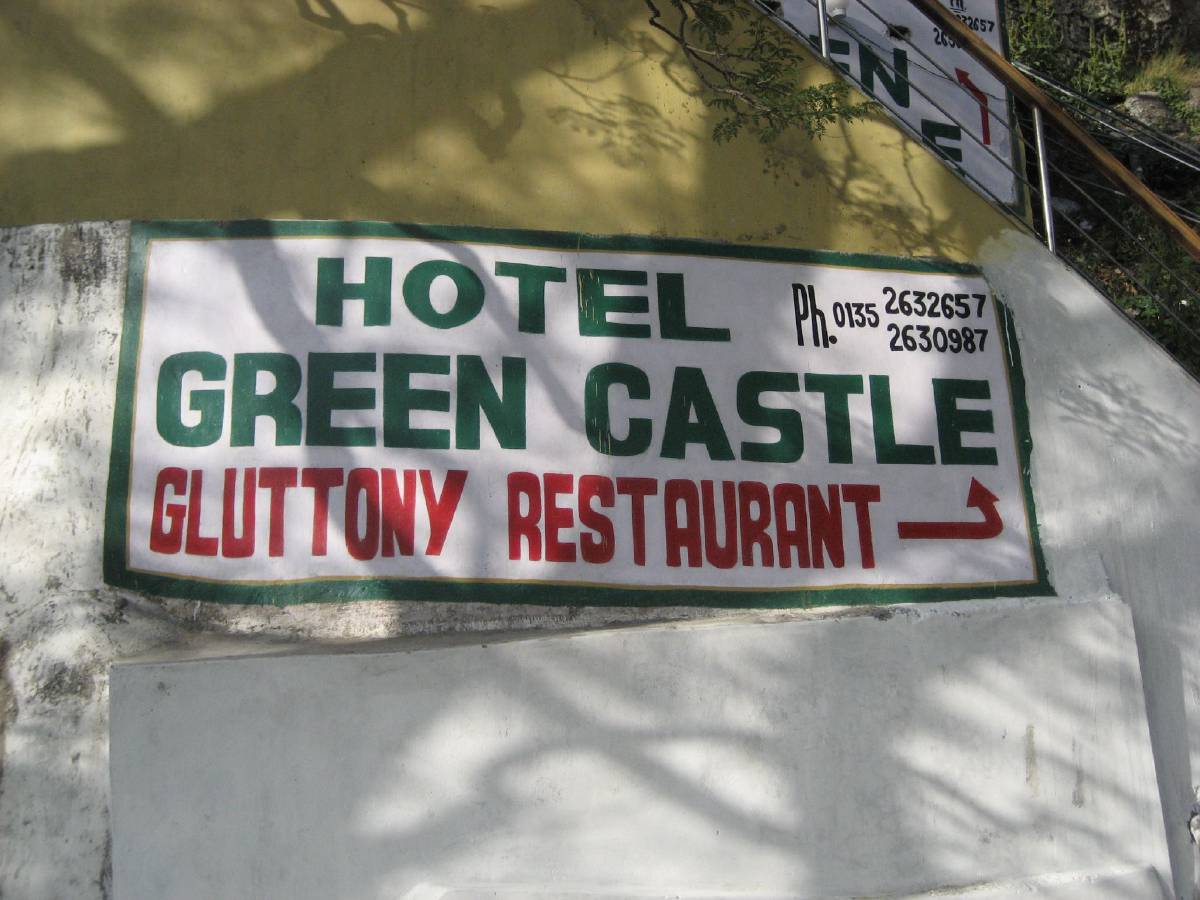 HOTEL
Ph. 0135 2632657
2630987
GREEN CASTLE
GLUTTONY RESTAURANT